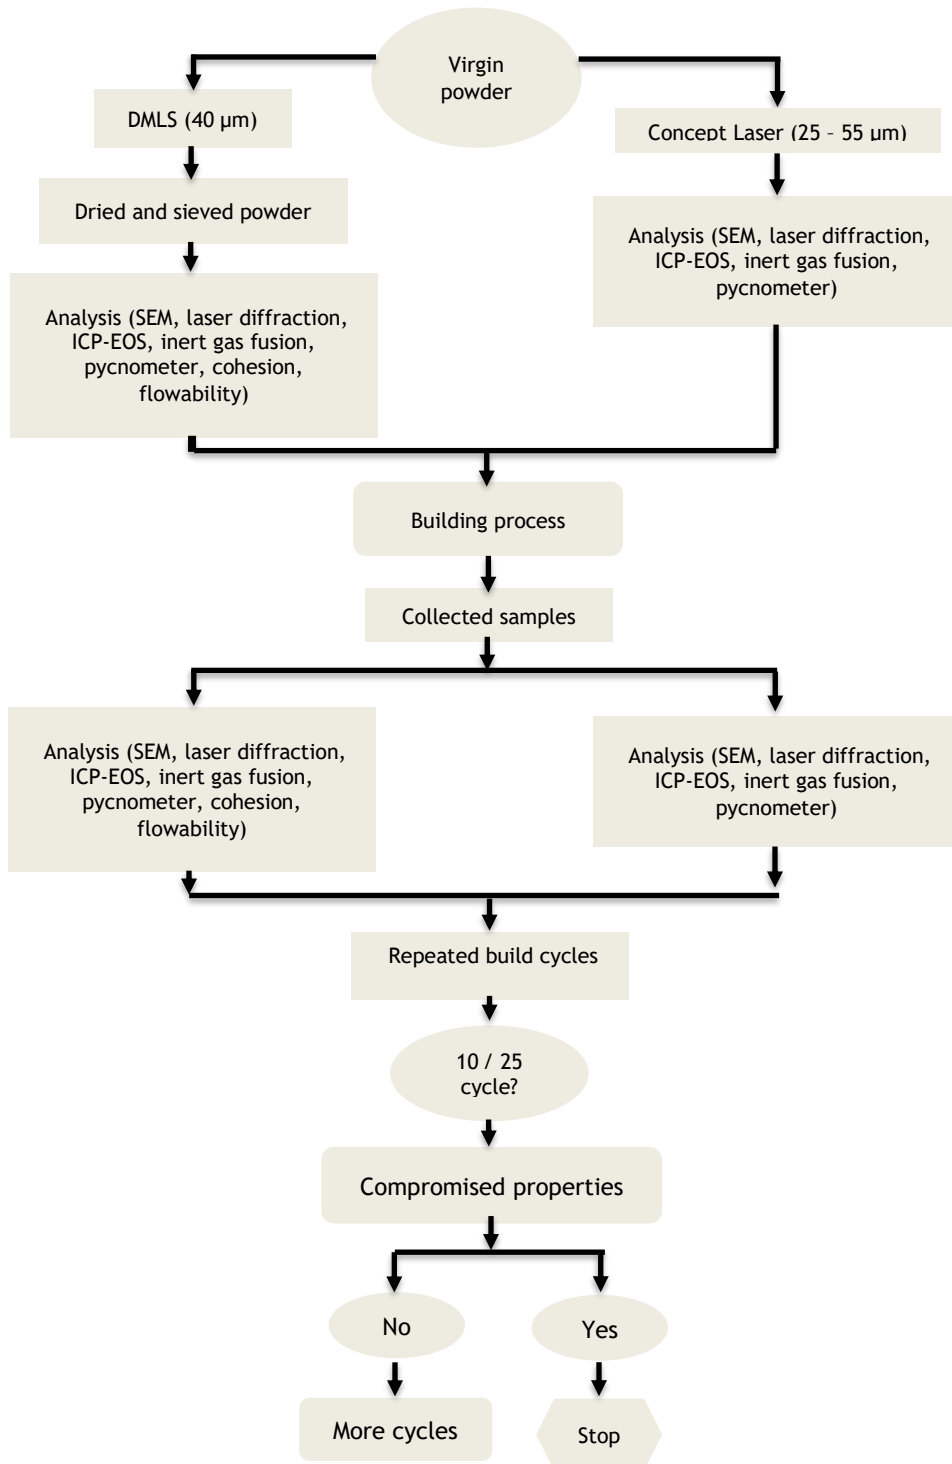 Virgin
powder
DMLS (40 µm)
Concept Laser (25 – 55 µm)
Dried and sieved powder
Analysis (SEM, laser diffraction,
ICP-EOS, inert gas fusion,
pycnometer)
Analysis (SEM, laser diffraction,
ICP-EOS, inert gas fusion,
pycnometer, cohesion,
flowability)
Building process
Collected samples
Analysis (SEM, laser diffraction,
ICP-EOS, inert gas fusion,
pycnometer, cohesion,
flowability)
Analysis (SEM, laser diffraction,
ICP-EOS, inert gas fusion,
pycnometer)
Repeated build cycles
10 / 25
cycle?
Compromised properties
No
Yes
More cycles
Stop